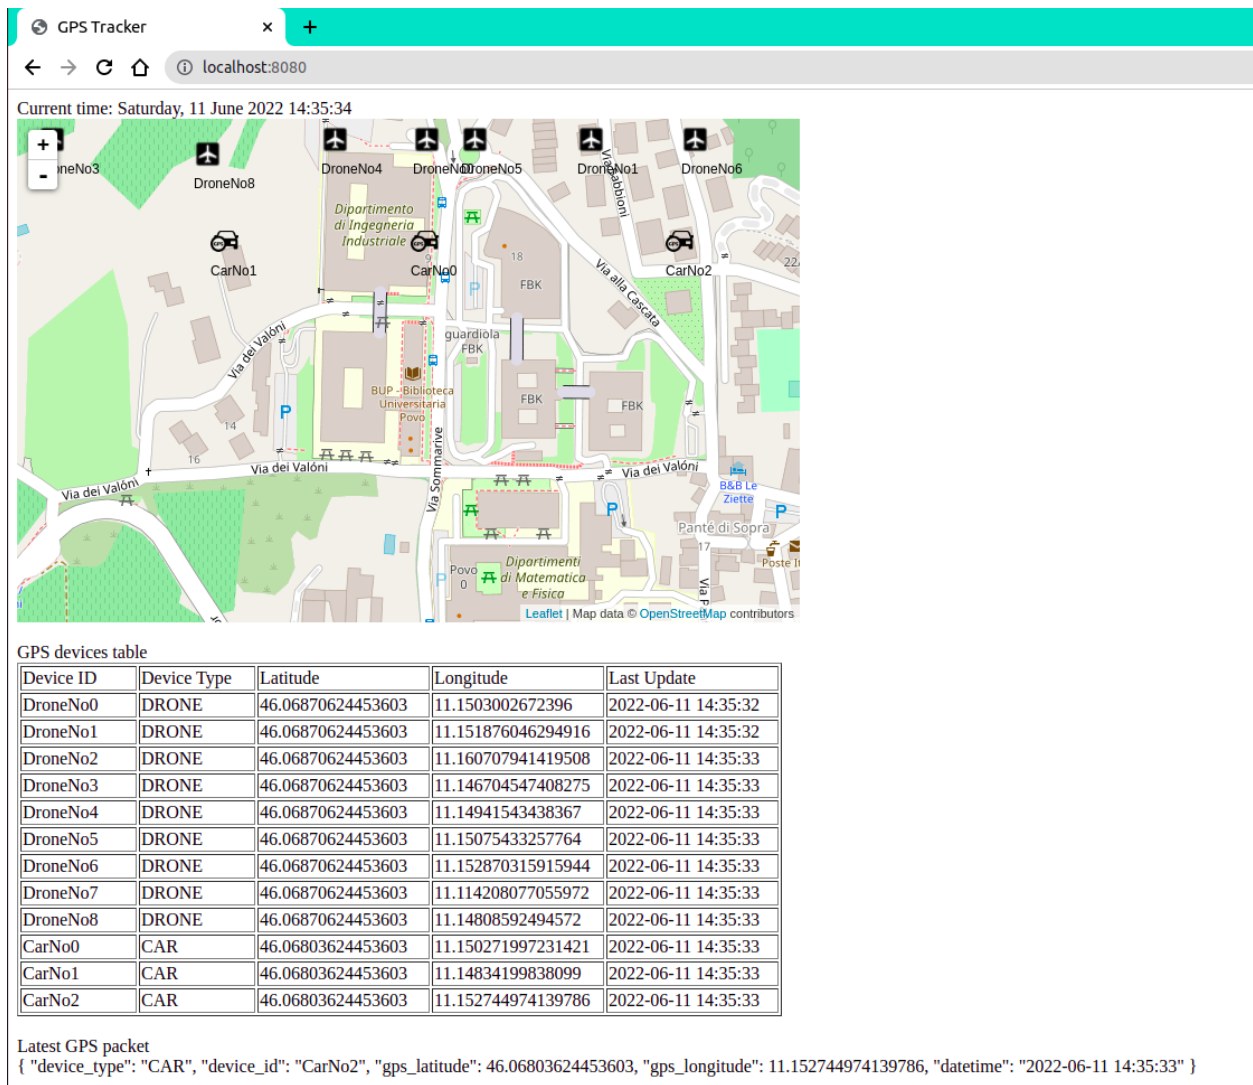 GPS Tracker
localhost:8080
Current time: Saturday, 11 June 2022 14:35:34
+
-
DroneNo8
DroneNo4
DroneNo5
DroneNo1
DroneNo6
Via
Dipartimento
di Ingegneria
Industriale
9
18
22
CarNo1
CarNo0
CarNo2
P
FBK
Via alla Cascata
guardiola
FBK
Via dei Valóni
BUP - Biblioteca
Universitaria
Povo
FBK
FBK
P
14
16
Via dei Valóni
Via dei Valóni
Via dei Valóni
Via Sommarive
B&B Le
Ziette
P
P
Panté di Sopra
17
Povo
0
P
Dipartimenti
di Matematica
e Fisica
Poste
Via P
Leaflet | Map data © OpenStreetMap contributors
GPS devices table
Device ID Device Type Latitude Longitude Last Update
DroneNo0 DRONE 46.06870624453603 11.1503002672396 2022-06-11 14:35:32
DroneNo1 DRONE 46.06870624453603 11.151876046294916 2022-06-11 14:35:32
DroneNo2 DRONE 46.06870624453603 11.160707941419508 2022-06-11 14:35:33
DroneNo3 DRONE 46.06870624453603 11.146704547408275 2022-06-11 14:35:33
DroneNo4 DRONE 46.06870624453603 11.14941543438367 2022-06-11 14:35:33
DroneNo5 DRONE 46.06870624453603 11.15075433257764 2022-06-11 14:35:33
DroneNo6 DRONE 46.06870624453603 11.152870315915944 2022-06-11 14:35:33
DroneNo7 DRONE 46.06870624453603 11.114208077055972 2022-06-11 14:35:33
DroneNo8 DRONE 46.06870624453603 11.14808592494572 2022-06-11 14:35:33
CarNo0 CAR 46.06803624453603 11.150271997231421 2022-06-11 14:35:33
CarNo1 CAR 46.06803624453603 11.14834199838099 2022-06-11 14:35:33
CarNo2 CAR 46.06803624453603 11.152744974139786 2022-06-11 14:35:33
Latest GPS packet
{ "device_type": "CAR", "device_id": "CarNo2", "gps_latitude": 46.06803624453603, "gps_longitude": 11.152744974139786, "datetime": "2022-06-11 14:35:33" }